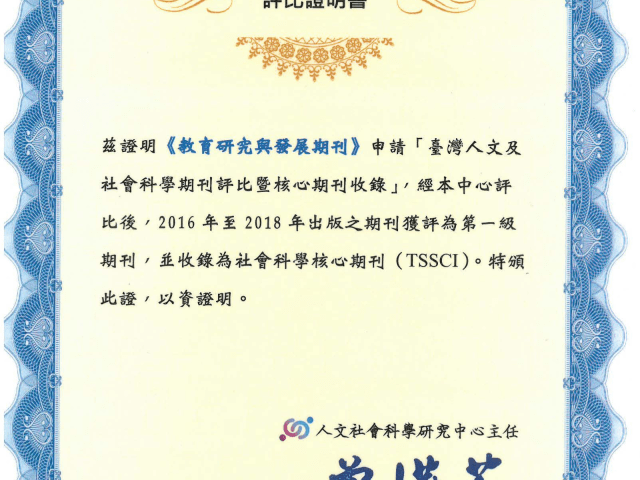 評比證明書
茲證明《教育研究與發展期刊》申請「臺灣人文及
社會科學期刊評比暨核心期刊收錄」，經本中心評
比後，2016 年至 2018 年出版之期刊獲評為第一級
期刊，並收錄為社會科學核心期刊（TSSCI）。特頒
此證，以資證明。
人文社會科學研究中心主任